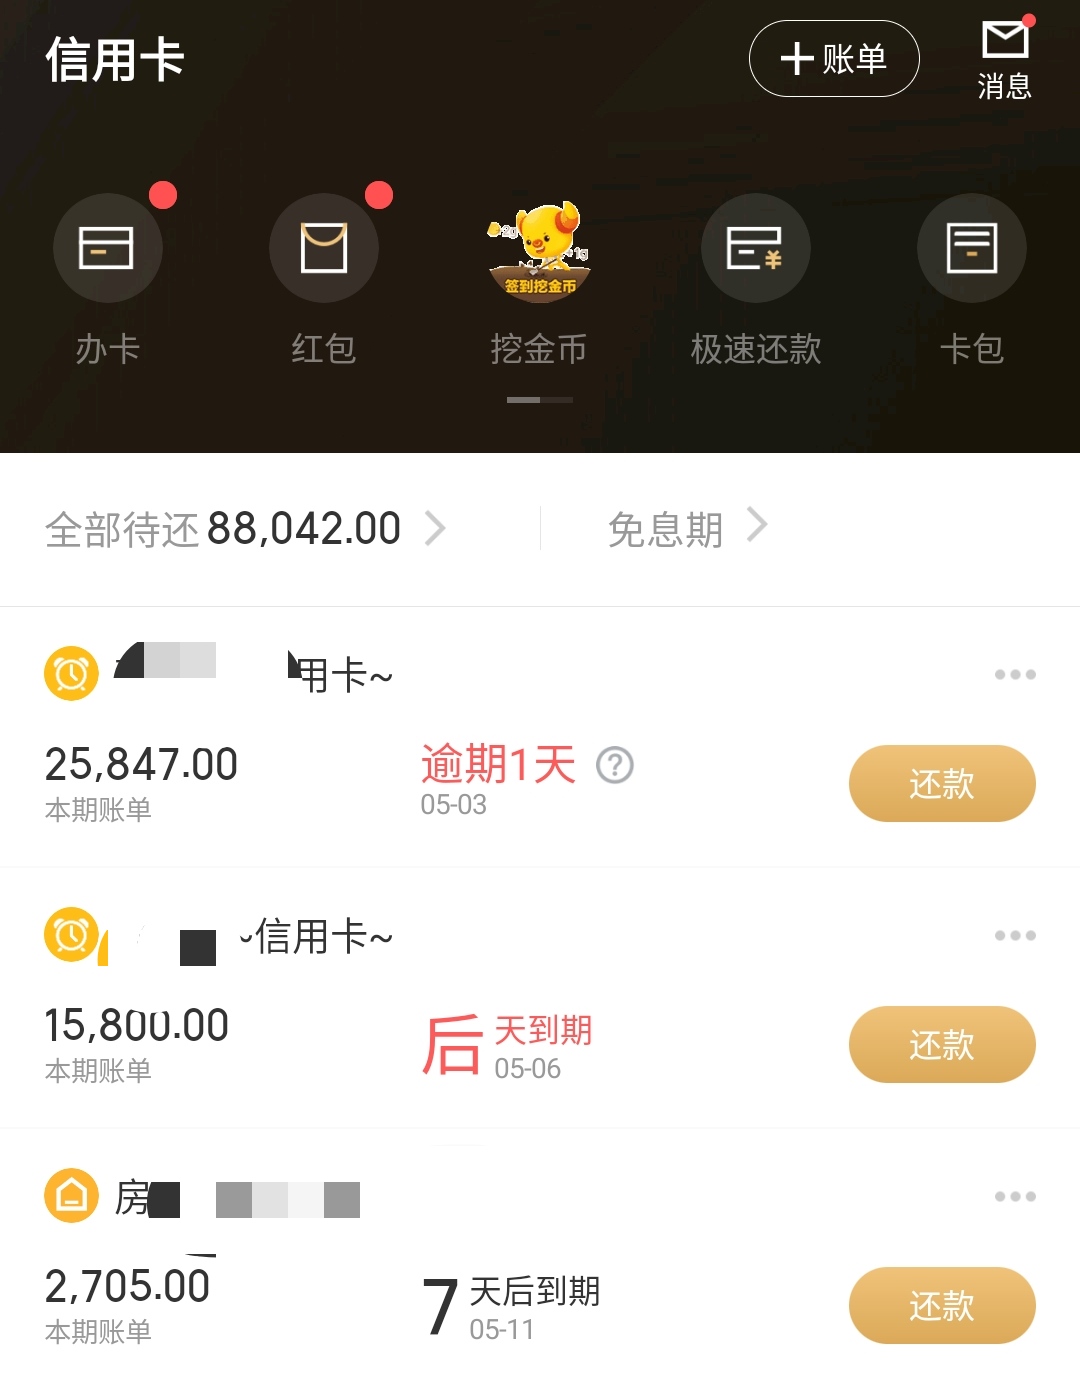 信用卡
账单
消息
+2g
+1g
签到挖金币
办卡
红包
挖金币
极速还款
卡包
全部待还 88,042.00
免息期
用卡~
25,847.00
逾期1天
?
本期账单
05-03
还款
信用卡~
15,800.00
后 天到期
本期账单
05-06
还款
房
2,705.00
7 天后到期
本期账单
05-11
还款